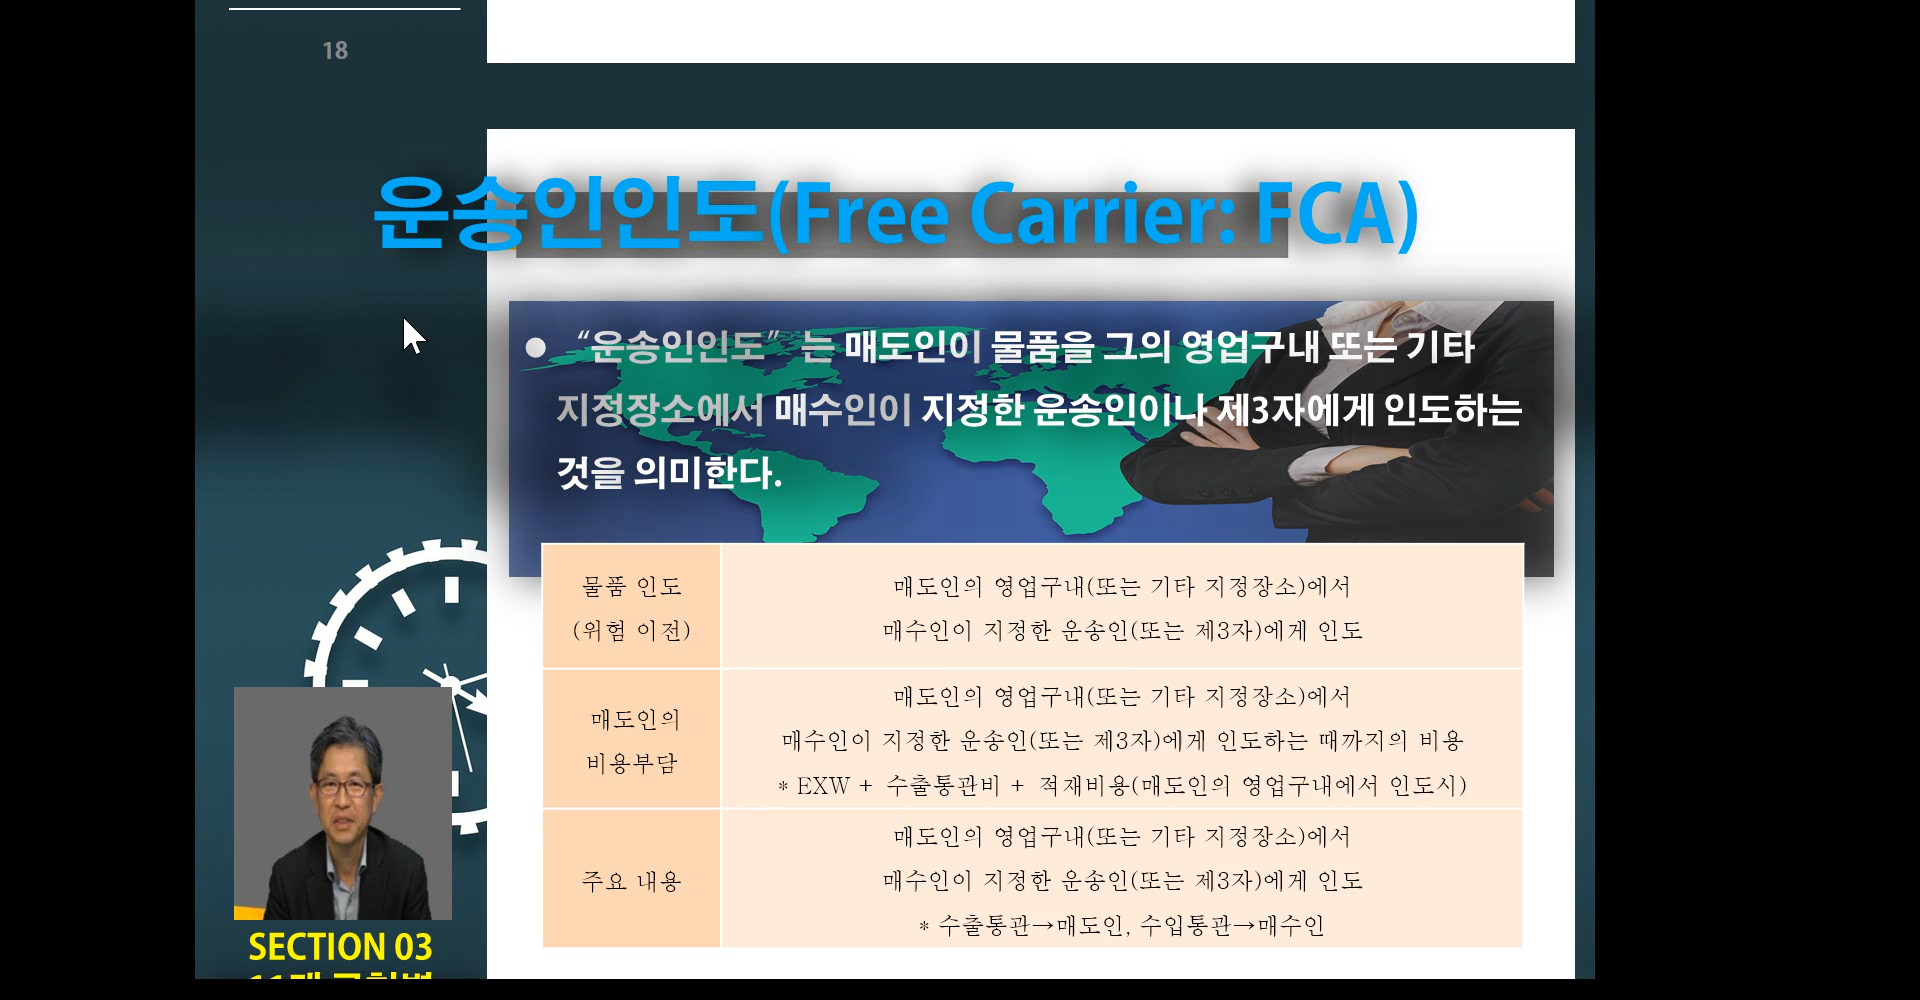 18
운송인인도(Free Carrier: FCA)
● “운송인인도”는 매도인이 물품을 그의 영업구내 또는 기타
지정장소에서 매수인이 지정한 운송인이나 제3자에게 인도하는
것을 의미한다.
물품 인도
(위험 이전)
매도인의 영업구내(또는 기타 지정장소)에서
매수인이 지정한 운송인(또는 제3자)에게 인도
매도인의
비용부담
매도인의 영업구내(또는 기타 지정장소)에서
매수인이 지정한 운송인(또는 제3자)에게 인도하는 때까지의 비용
* EXW + 수출통관비 + 적재비용(매도인의 영업구내에서 인도시)
주요 내용
매도인의 영업구내(또는 기타 지정장소)에서
매수인이 지정한 운송인(또는 제3자)에게 인도
* 수출통관→매도인, 수입통관→매수인
SECTION 03